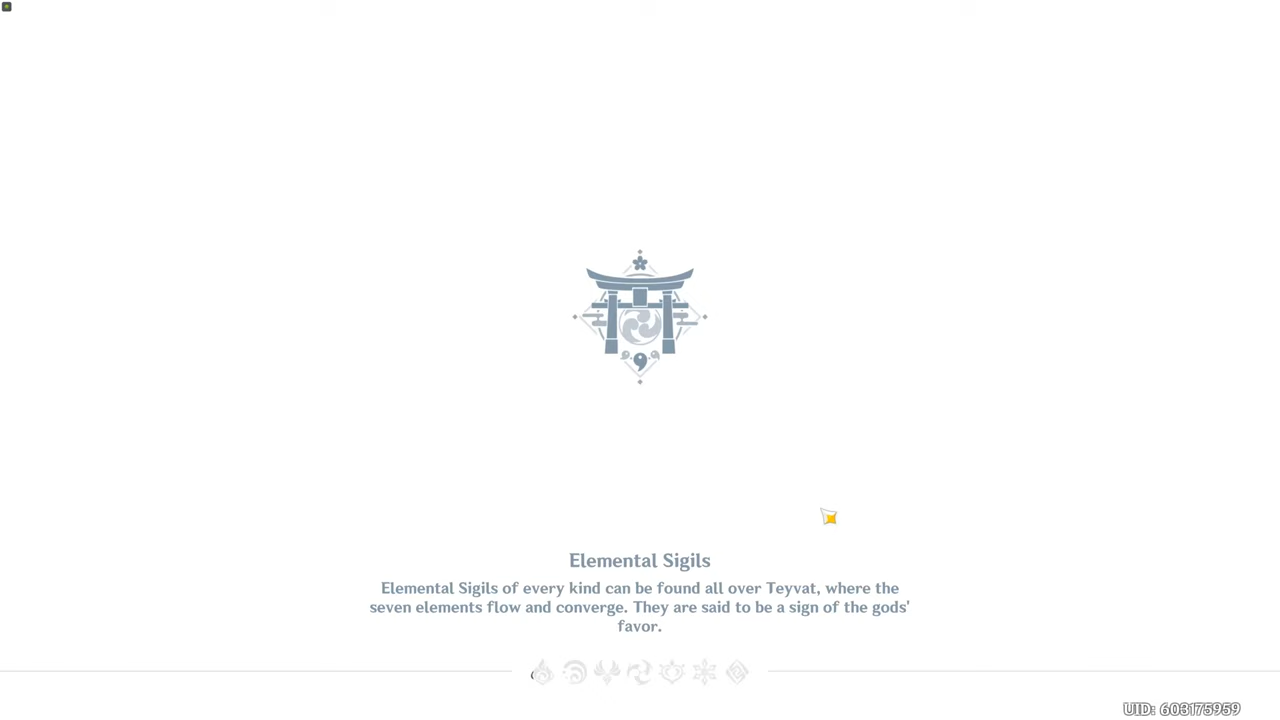 Elemental Sigils
Elemental Sigils of every kind can be found all over Teyvat, where the
seven elements flow and converge. They are said to be a sign of the gods'
favor.
UID: 603175959